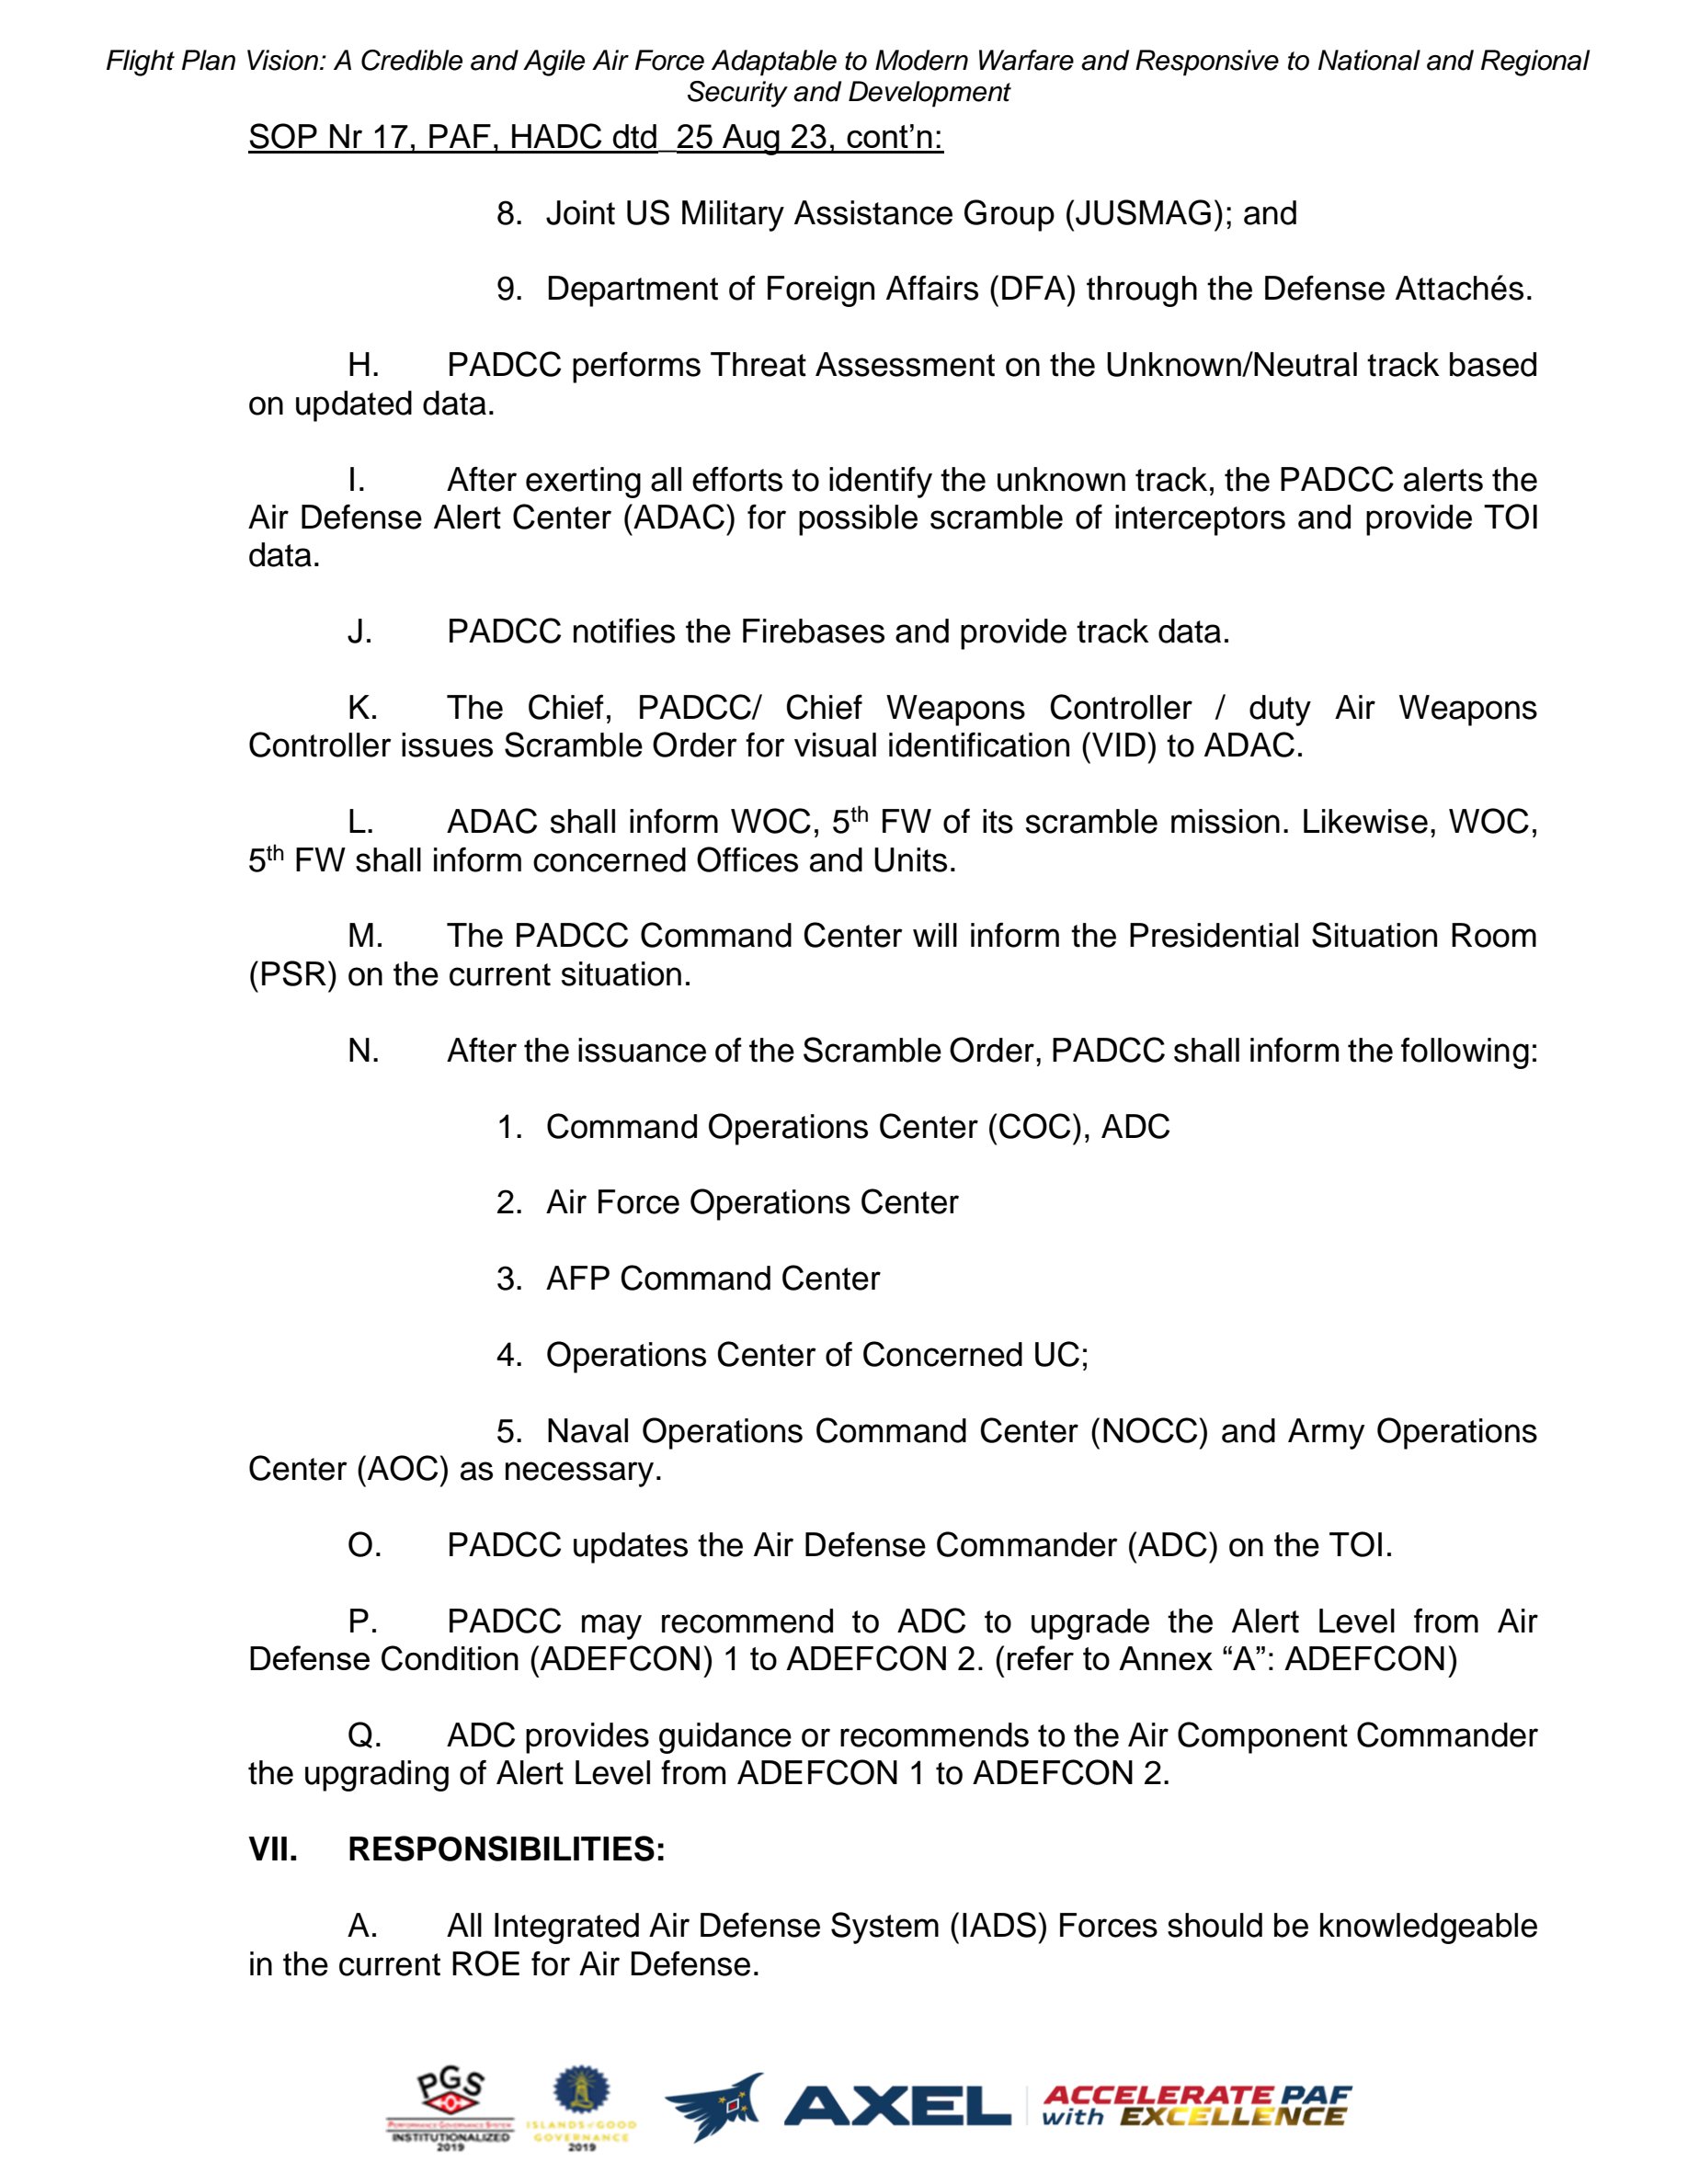 Flight Plan Vision: A Credible and Agile Air Force Adaptable to Modern Warfare and Responsive to National and Regional
Security and Development
SOP Nr 17, PAF, HADC dtd 25 Aug 23, cont’n:
8. Joint US Military Assistance Group (JUSMAG); and
9. Department of Foreign Affairs (DFA) through the Defense Attachés.
H. PADCC performs Threat Assessment on the Unknown/Neutral track based
on updated data.
I. After exerting all efforts to identify the unknown track, the PADCC alerts the
Air Defense Alert Center (ADAC) for possible scramble of interceptors and provide TOI
data.
J. PADCC notifies the Firebases and provide track data.
K. The Chief, PADCC/ Chief Weapons Controller / duty Air Weapons
Controller issues Scramble Order for visual identification (VID) to ADAC.
L. ADAC shall inform WOC, 5th FW of its scramble mission. Likewise, WOC,
5th FW shall inform concerned Offices and Units.
M. The PADCC Command Center will inform the Presidential Situation Room
(PSR) on the current situation.
N. After the issuance of the Scramble Order, PADCC shall inform the following:
1. Command Operations Center (COC), ADC
2. Air Force Operations Center
3. AFP Command Center
4. Operations Center of Concerned UC;
5. Naval Operations Command Center (NOCC) and Army Operations
Center (AOC) as necessary.
O. PADCC updates the Air Defense Commander (ADC) on the TOI.
P. PADCC may recommend to ADC to upgrade the Alert Level from Air
Defense Condition (ADEFCON) 1 to ADEFCON 2. (refer to Annex “A”: ADEFCON)
Q. ADC provides guidance or recommends to the Air Component Commander
the upgrading of Alert Level from ADEFCON 1 to ADEFCON 2.
VII. RESPONSIBILITIES:
A. All Integrated Air Defense System (IADS) Forces should be knowledgeable
in the current ROE for Air Defense.
PGS
PERFORMANCE GOVERNANCE SYSTEM
INSTITUTIONALIZED
2019
ISLANDS of GOOD
GOVERNANCE
2019
AXEL
ACCELERATE PAF
with EXCELLENCE